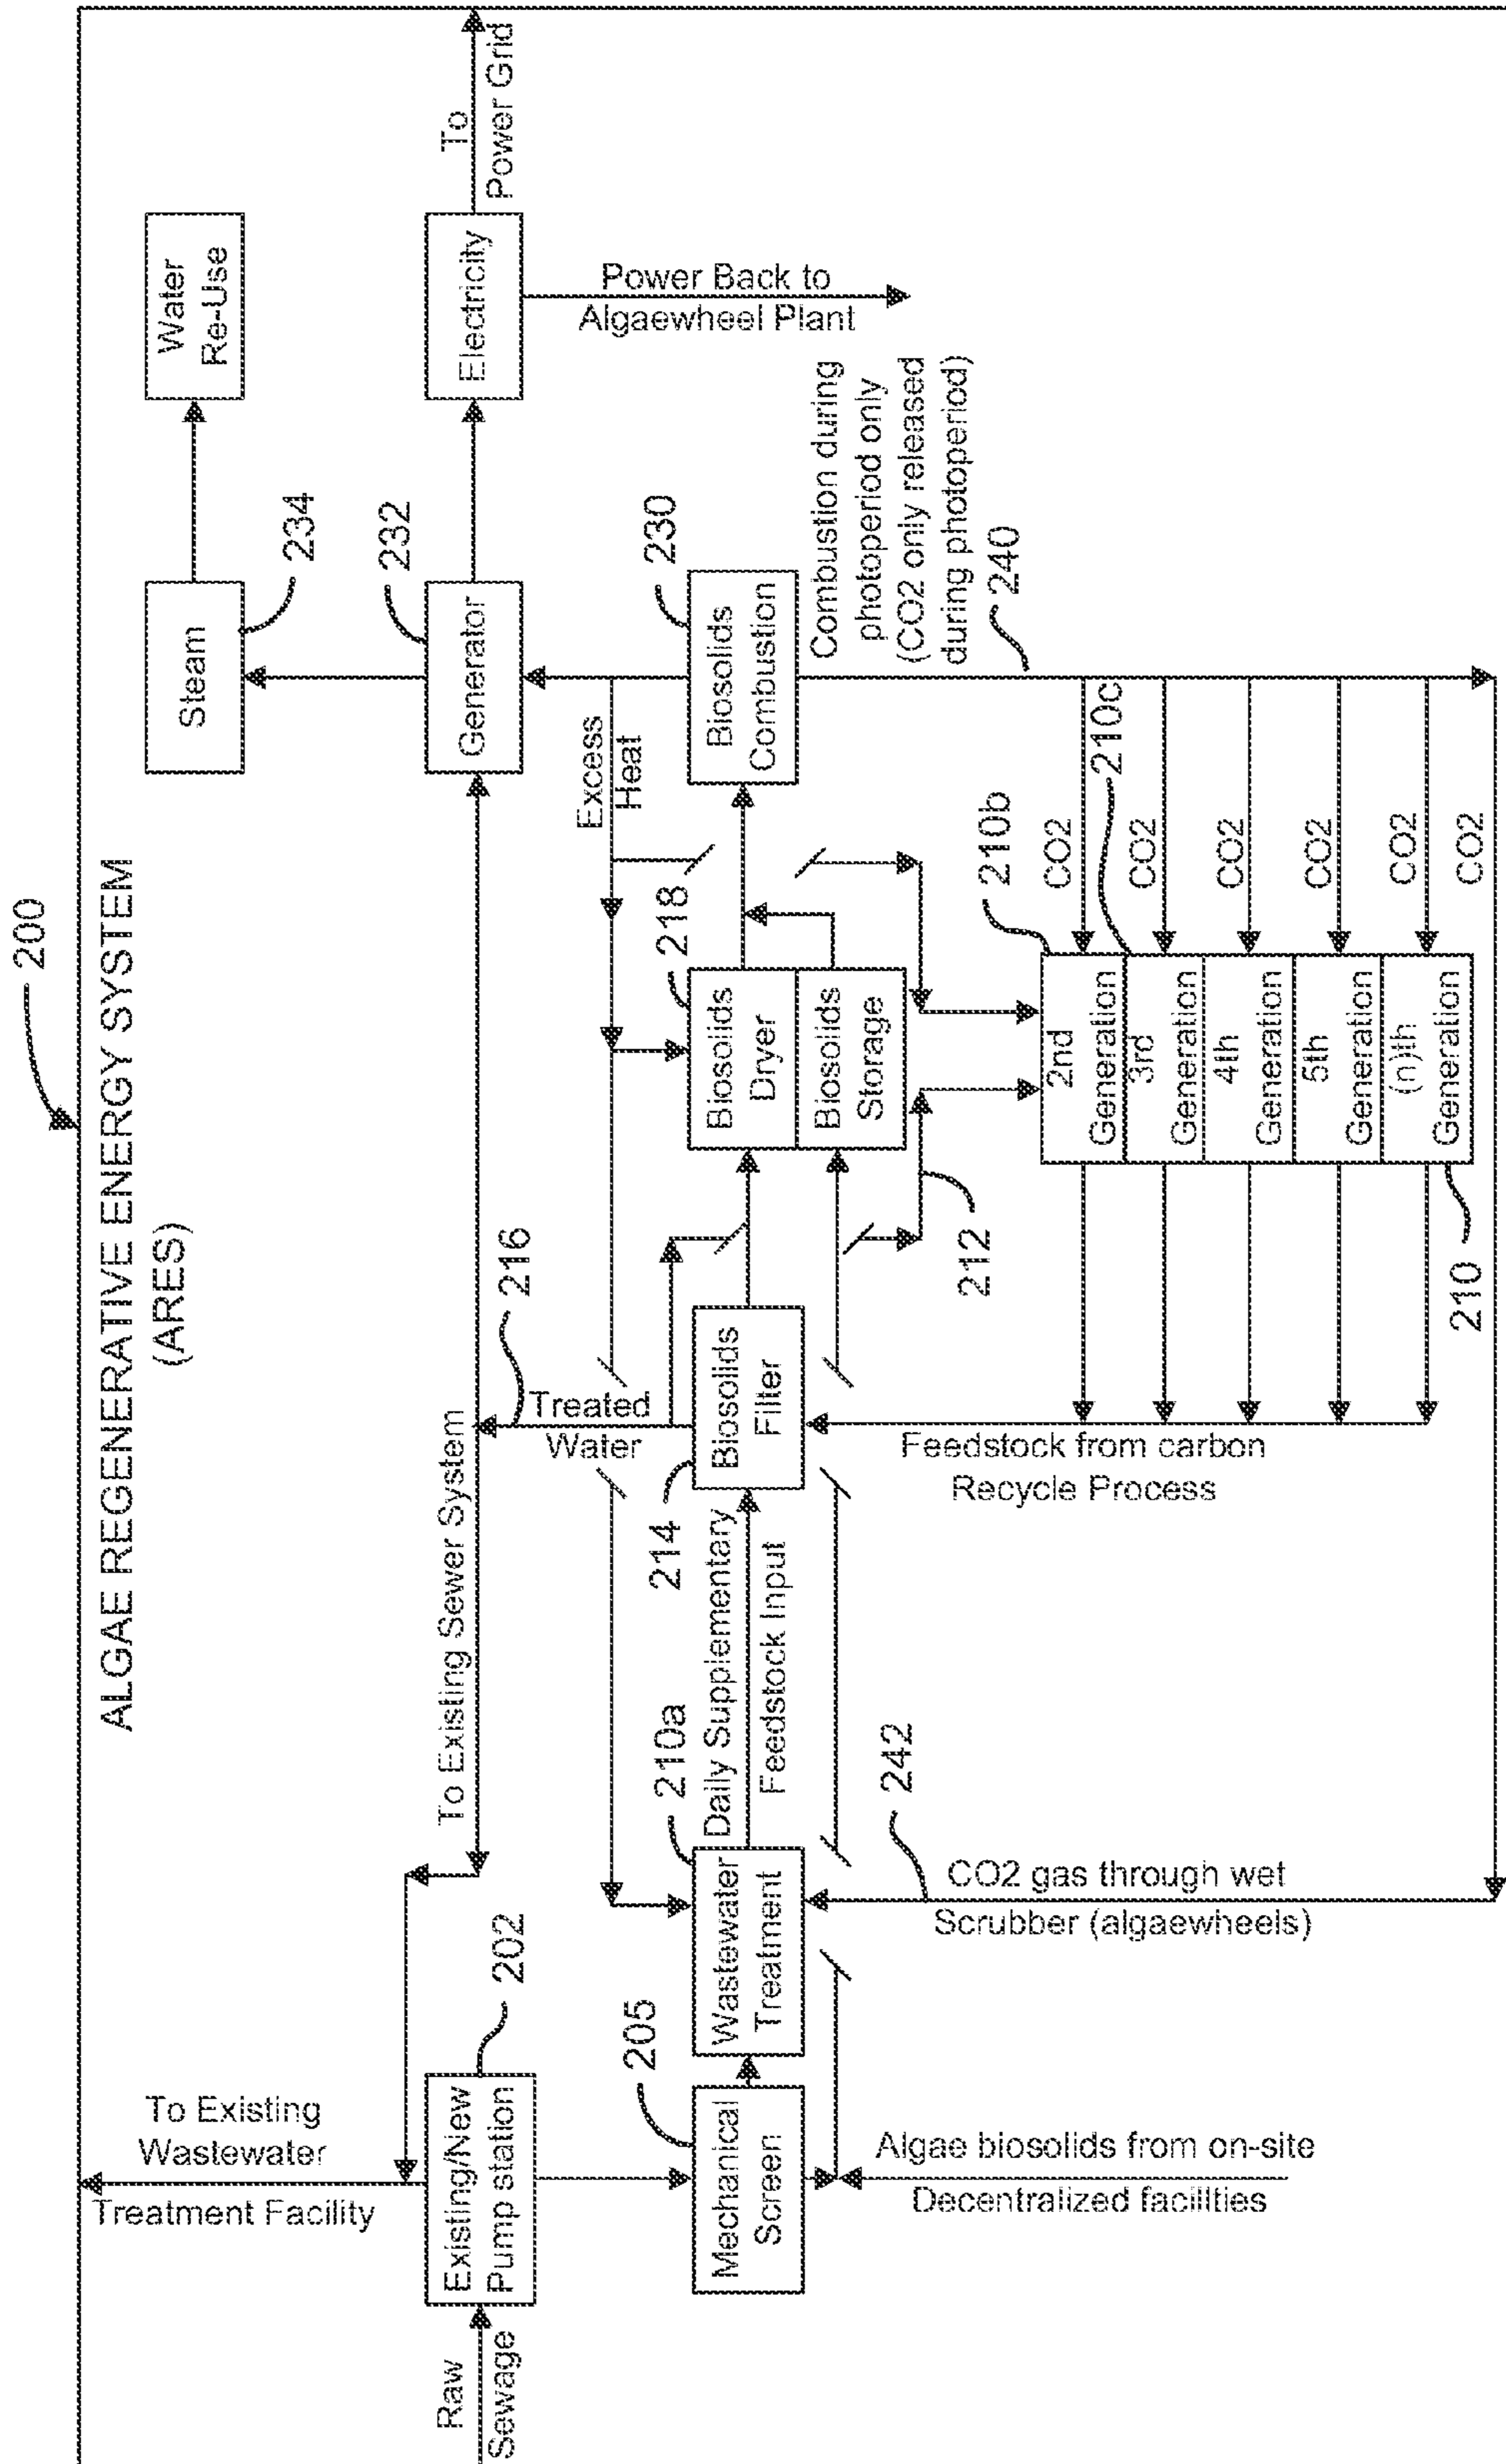 200
ALGAE REGENERATIVE ENERGY SYSTEM
(ARES)
To Existing
Wastewater
Treatment Facility
Raw
Sewage
Existing/New
Pump station
202
To Existing Sewer System
216
Treated
Water
Steam
234
Water
Re-Use
Generator
232
Electricity
To
Power Grid
Power Back to
Algaewheel Plant
Excess
Heat
Mechanical
Screen
205
Wastewater
Treatment
210a
Daily Supplementary
Feedstock Input
214
Biosolids
Filter
Biosolids
Dryer
218
Biosolids
Storage
Biosolids
Combustion
230
Combustion during
photoperiod only
(CO2 only released
during photoperiod)
240
Algae biosolids from on-site
Decentralized facilities
242
CO2 gas through wet
Scrubber (algaewheels)
Feedstock from carbon
Recycle Process
212
210
2nd
Generation
3rd
Generation
4th
Generation
5th
Generation
(n)th
Generation
210b
210c
CO2
CO2
CO2
CO2
CO2
CO2